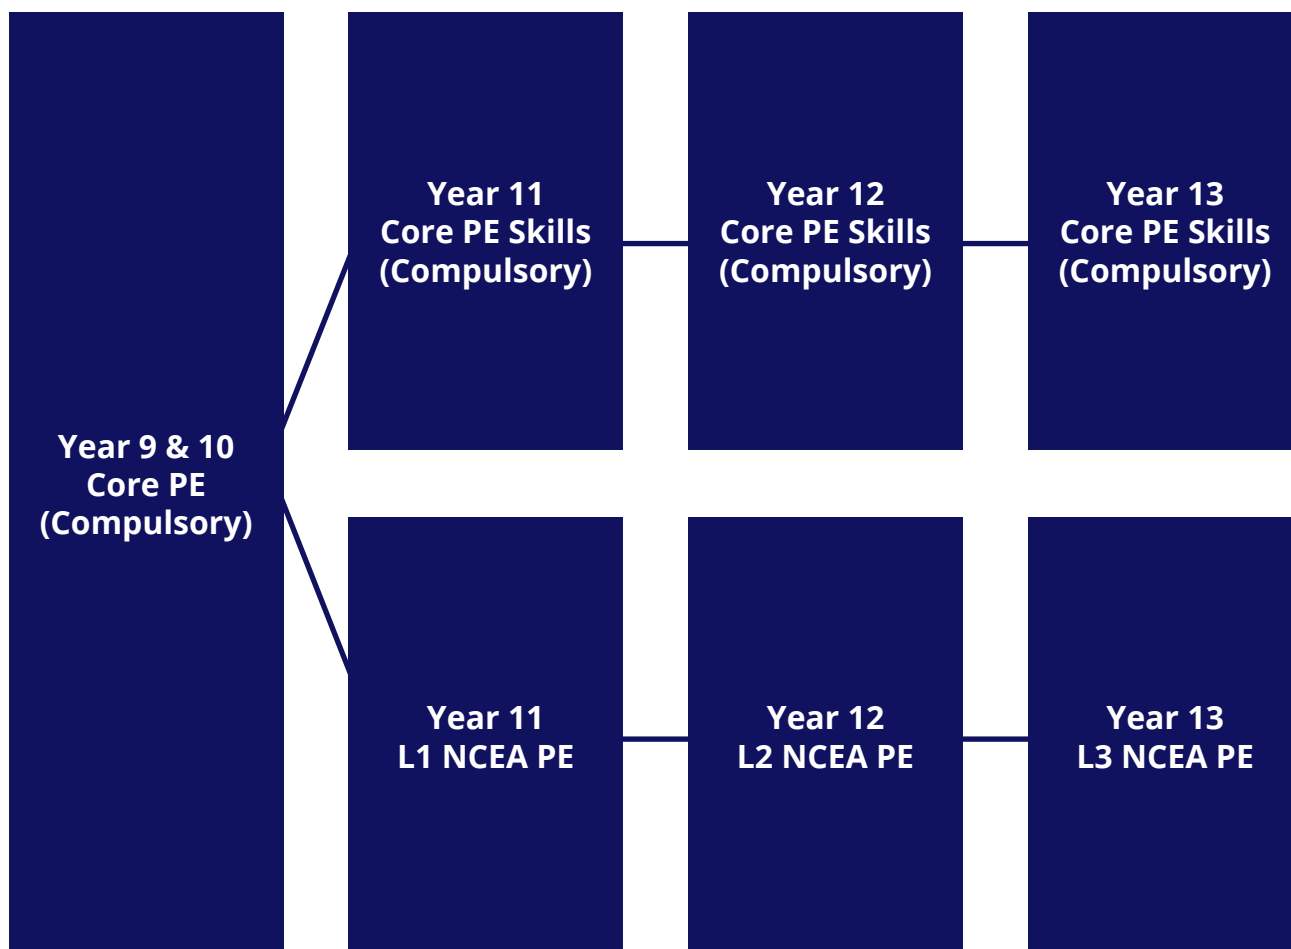 Year 9 & 10
Core PE
(Compulsory)
Year 11
Core PE Skills
(Compulsory)
Year 12
Core PE Skills
(Compulsory)
Year 13
Core PE Skills
(Compulsory)
Year 11
L1 NCEA PE
Year 12
L2 NCEA PE
Year 13
L3 NCEA PE